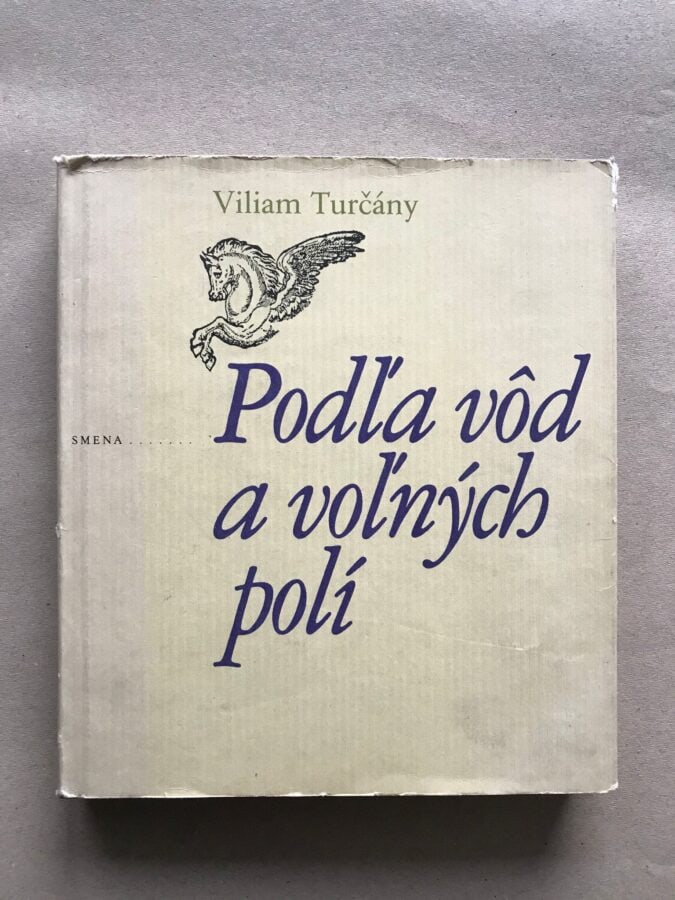 Viliam Turčány
Podľa vôd
SMENA........
a voľných
polí